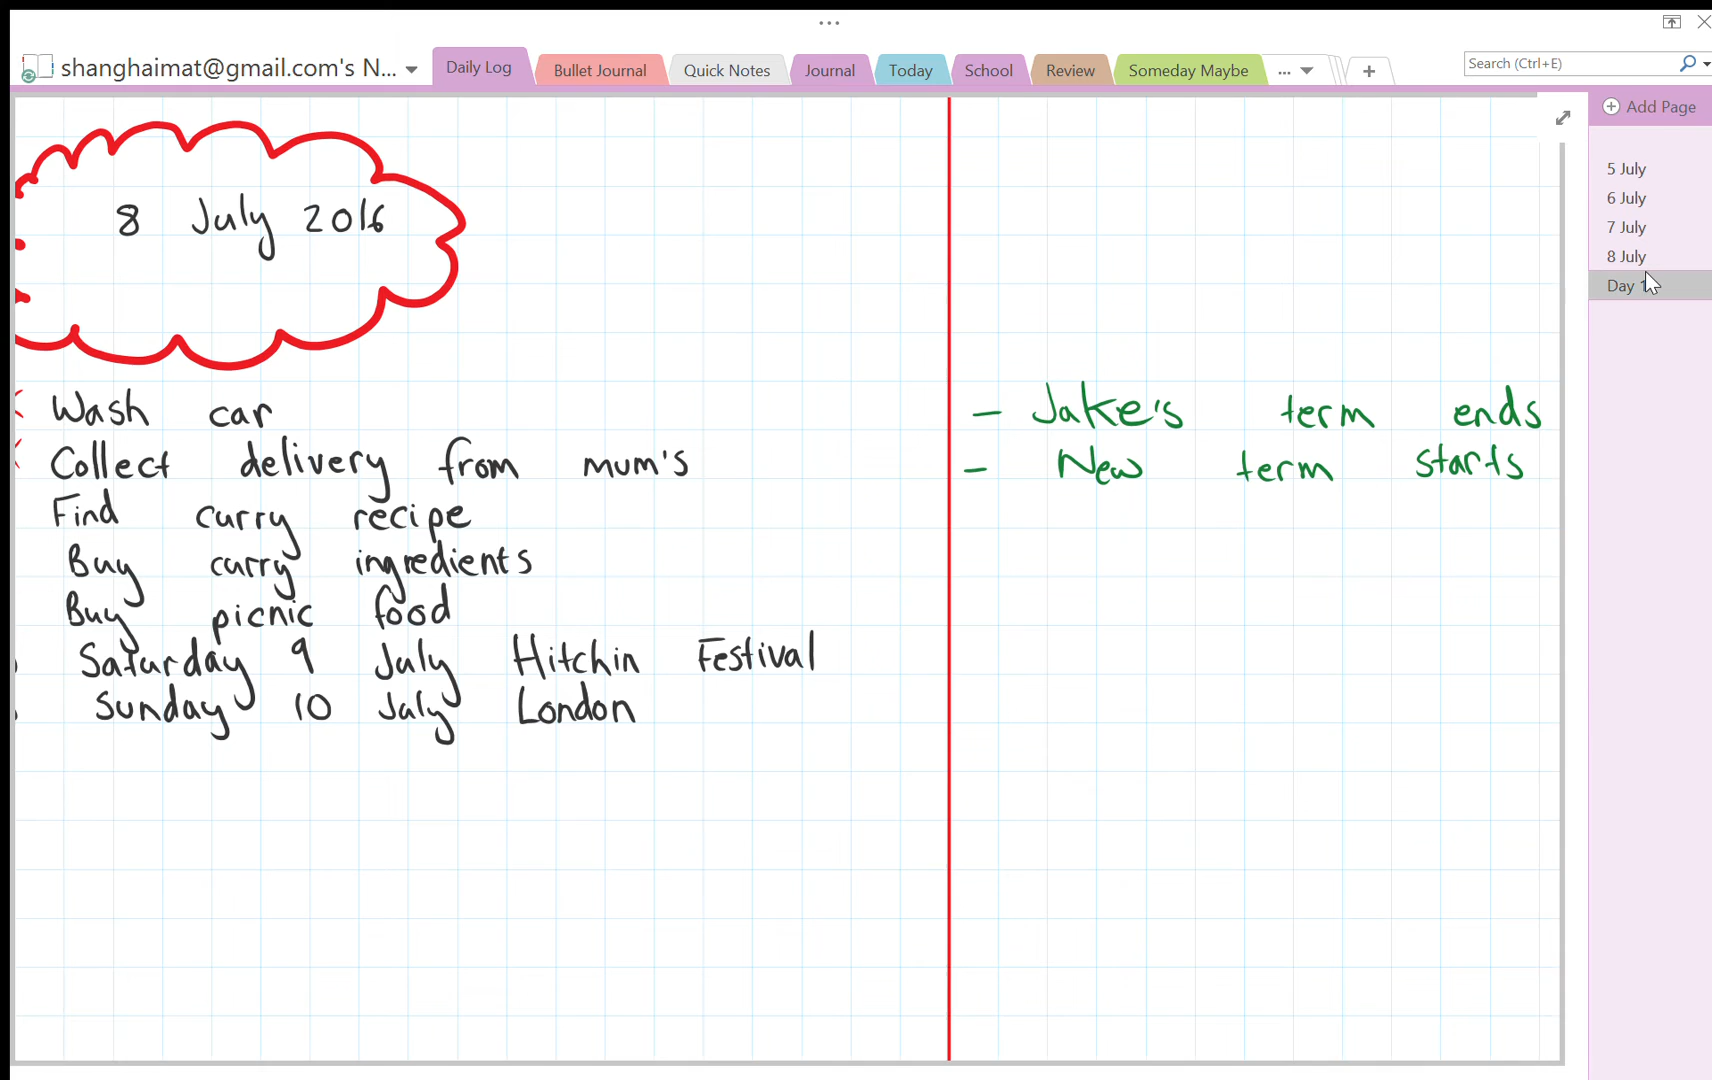 shanghaimat@gmail.com's N...
Daily Log
Bullet Journal
Quick Notes
Journal
Today
School
Review
Someday Maybe
...
+
Search (Ctrl+E)
Add Page
5 July
6 July
7 July
8 July
Day
8 July 2016
Wash car
Collect delivery from mum's
Find curry recipe
Buy curry ingredients
Buy picnic food
Saturday 9 July Hitchin Festival
Sunday 10 July London
- Jake's term ends
- New term starts